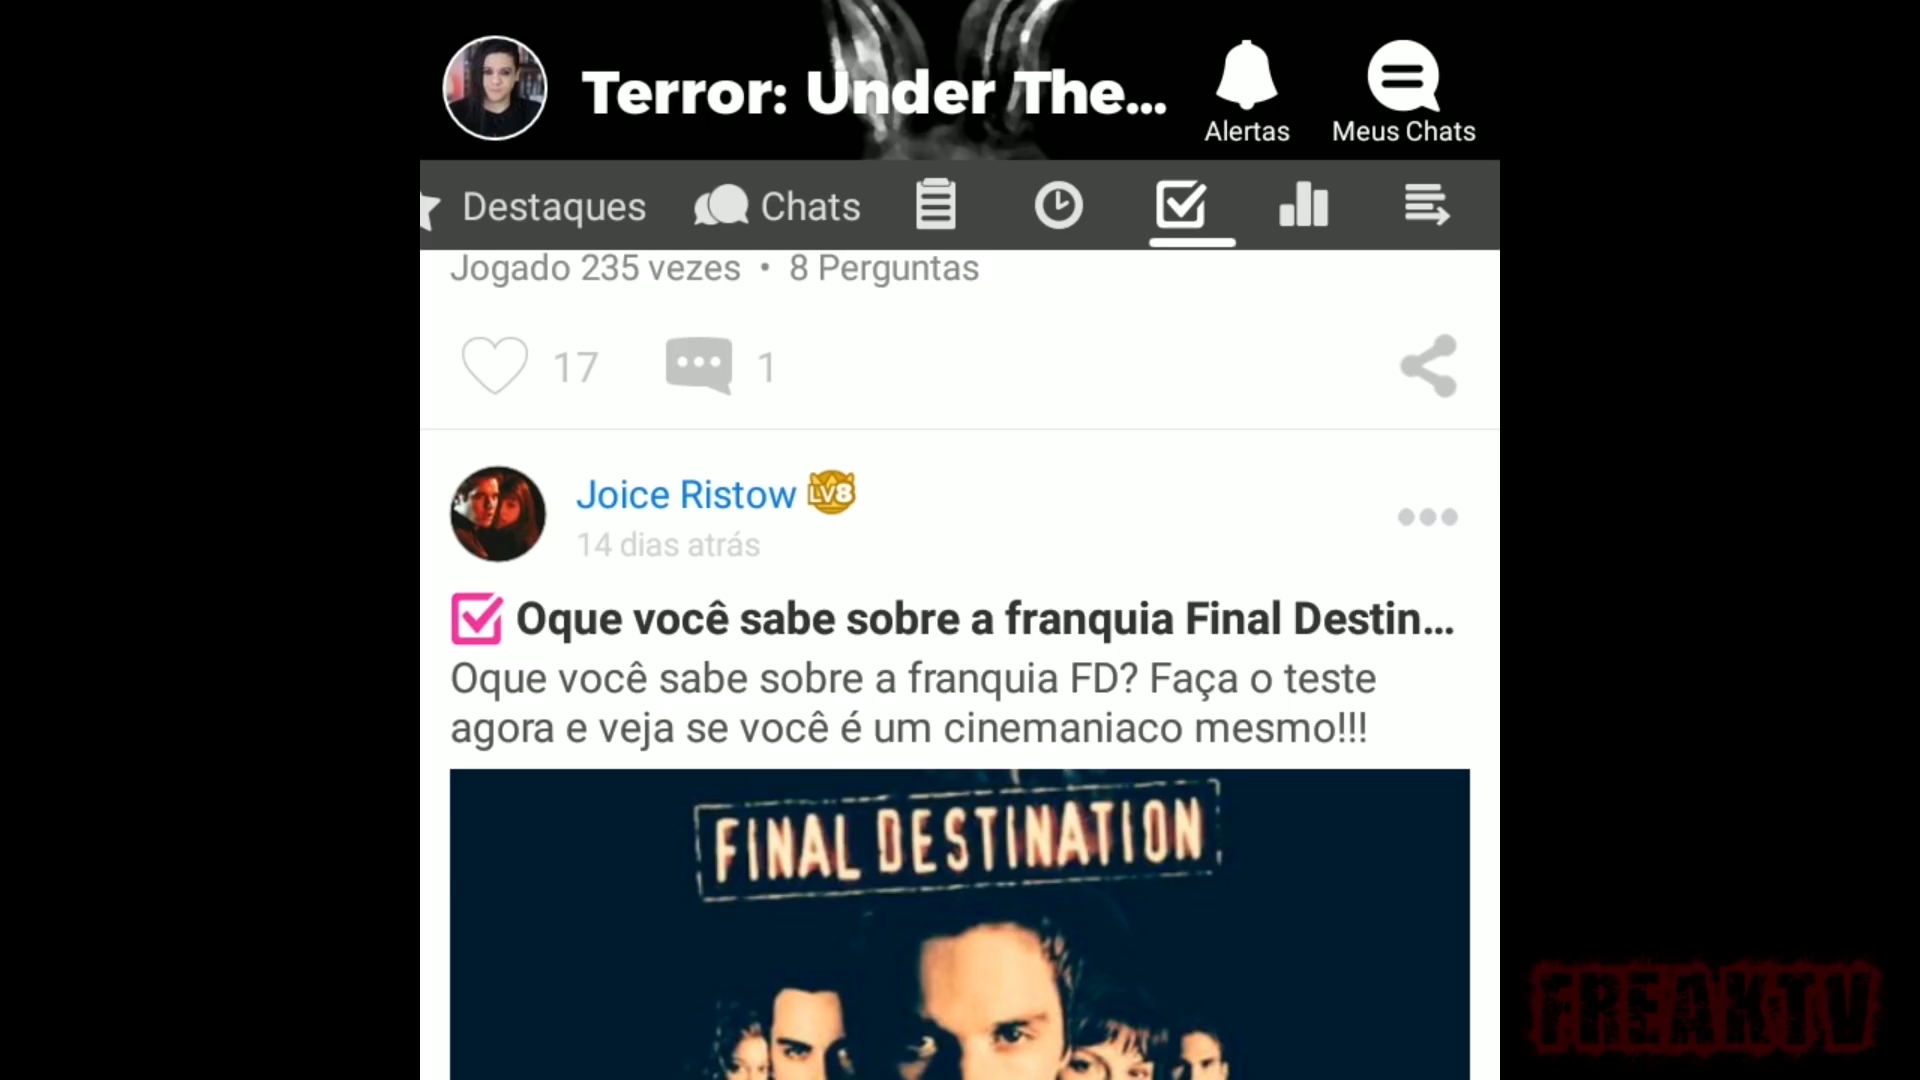 Terror: Under The...
Alertas
Meus Chats
Destaques
Chats
Jogado 235 vezes • 8 Perguntas
17
1
Joice Ristow LV8
14 dias atrás
Oque você sabe sobre a franquia Final Destin...
Oque você sabe sobre a franquia FD? Faça o teste
agora e veja se você é um cinemaniaco mesmo!!!
FINAL DESTINATION
FREAKTV